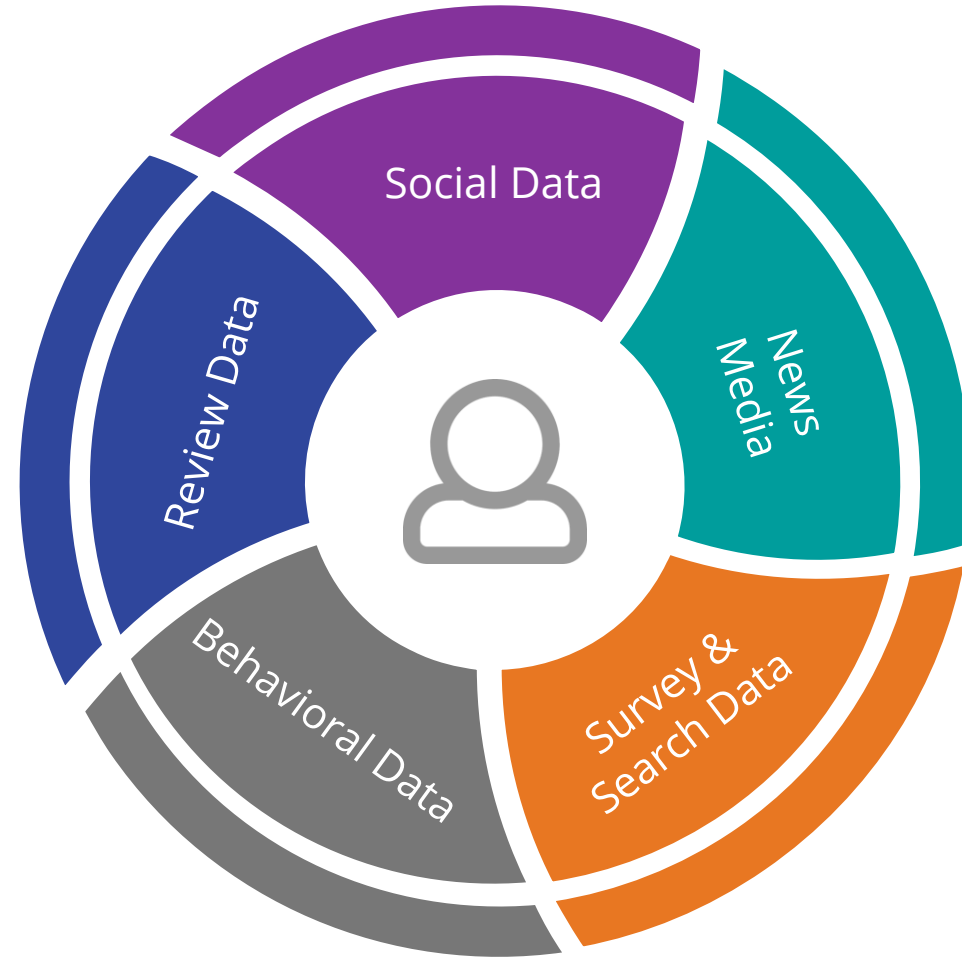 Social Data
News
Media
Survey &
Search Data
Behavioral Data
Review Data